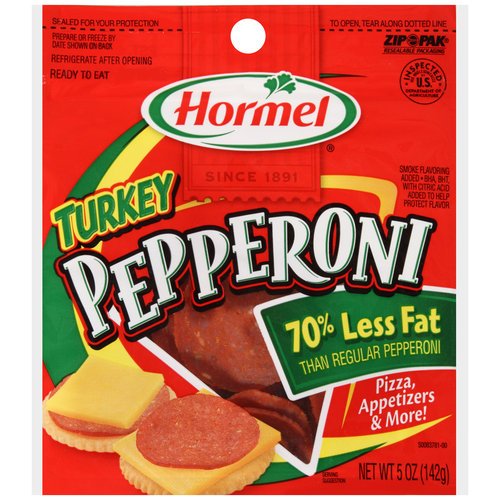 SEALED FOR YOUR PROTECTION
TO OPEN, TEAR ALONG DOTTED LINE
PREPARE OR FREEZE BY
DATE SHOWN ON BACK
REFRIGERATE AFTER OPENING
READY TO EAT
ZIP PAK®
RESEALABLE PACKAGING
INSPECTED
U.S.
DEPARTMENT OF
AGRICULTURE
Hormel
®
SINCE 1891
SMOKE FLAVORING
ADDED • BHA, BHT,
WITH CITRIC ACID
ADDED TO HELP
PROTECT FLAVOR
TURKEY
PEPPERONI
70% Less Fat
THAN REGULAR PEPPERONI
Pizza,
Appetizers
& More!
SERVING
SUGGESTION
NET WT 5 OZ (142g)